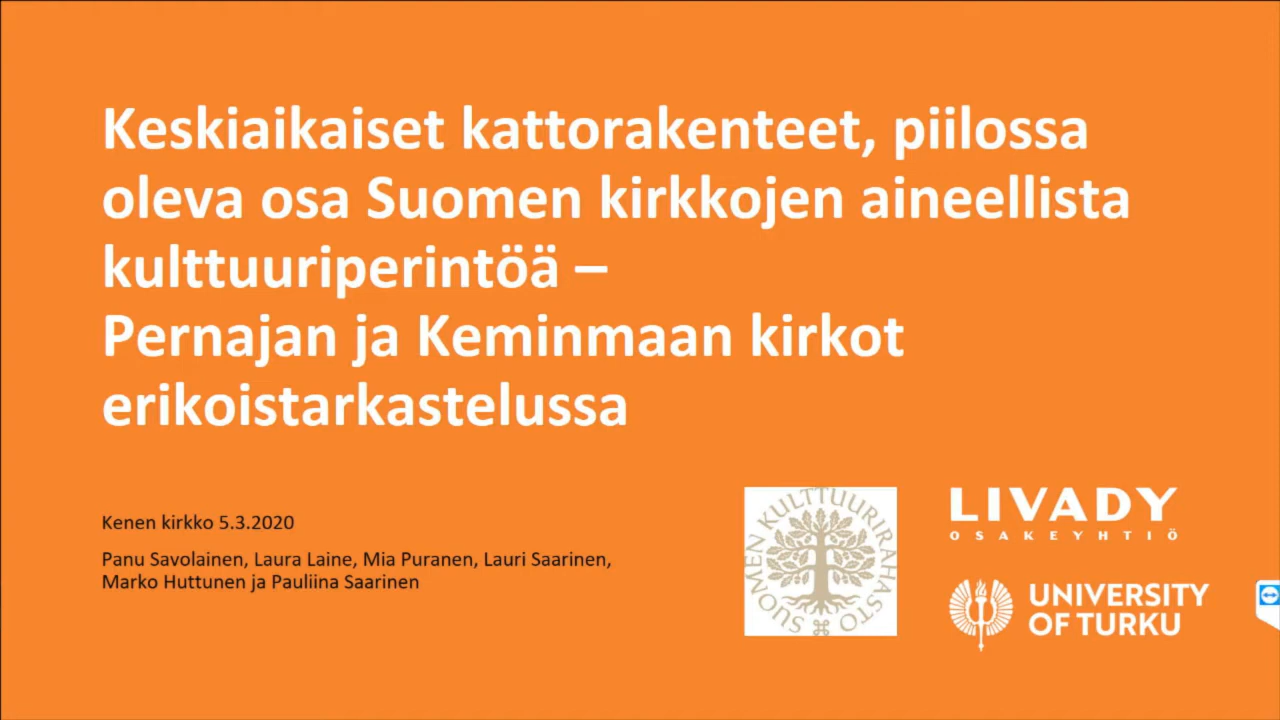 Keskiaikaiset kattorakenteet, piilossa
oleva osa Suomen kirkkojen aineellista
kulttuuriperintöä –
Pernajan ja Keminmaan kirkot
erikoistarkastelussa
Kenen kirkko 5.3.2020
Panu Savolainen, Laura Laine, Mia Puranen, Lauri Saarinen,
Marko Huttunen ja Pauliina Saarinen
SUOMEN KULTTUURIRAHASTO
LIVADY
OSAKEYHTIÖ
UNIVERSITY
OF TURKU